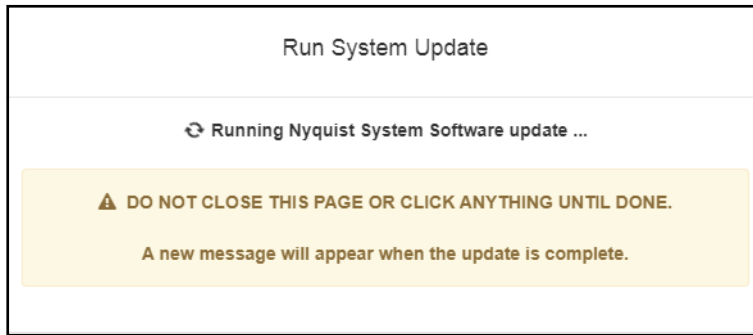 Run System Update
Running Nyquist System Software update ...
DO NOT CLOSE THIS PAGE OR CLICK ANYTHING UNTIL DONE.
A new message will appear when the update is complete.